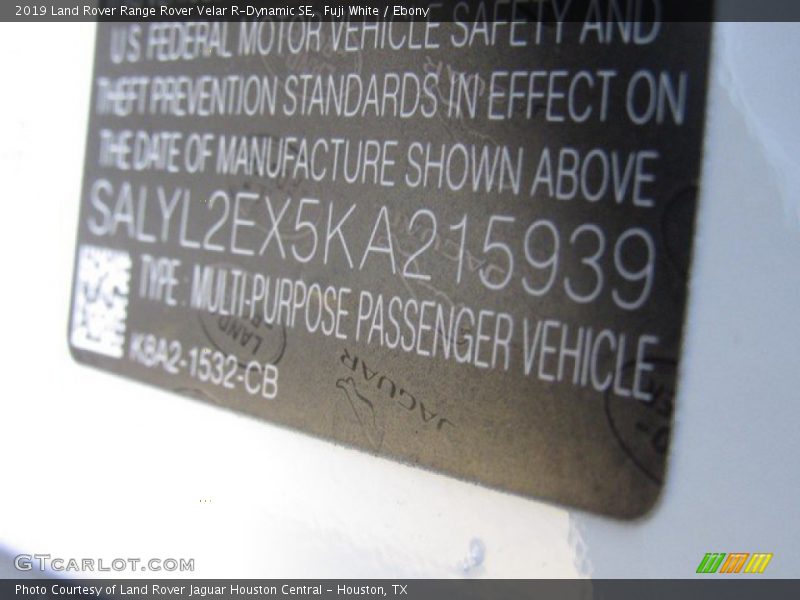 2019 Land Rover Range Rover Velar R-Dynamic SE, Fuji White / Ebony
US FEDERAL MOTOR VEHICLE SAFETY AND
THEFT PREVENTION STANDARDS IN EFFECT ON
THE DATE OF MANUFACTURE SHOWN ABOVE
SALYL2EX5KA215939
TYPE : MULTI-PURPOSE PASSENGER VEHICLE
K8A2-1532-CB
LAND
JAGUAR
GTCARLOT.COM
Photo Courtesy of Land Rover Jaguar Houston Central - Houston, TX